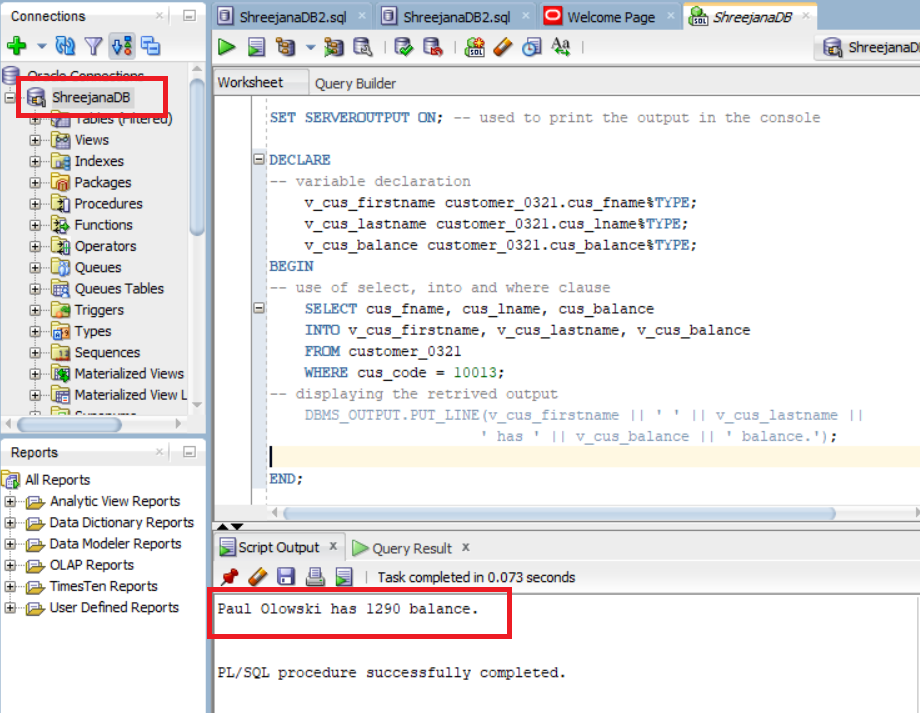 Connections
Oracle Connections
ShreejanaDB
Tables (Filtered)
Views
Indexes
Packages
Procedures
Functions
Operators
Queues
Queues Tables
Triggers
Types
Sequences
Materialized Views
Materialized View L
Reports
All Reports
Analytic View Reports
Data Dictionary Reports
Data Modeler Reports
OLAP Reports
TimesTen Reports
User Defined Reports
ShreejanaDB2.sql ShreejanaDB2.sql Welcome Page ShreejanaDB
ShreejanaD
Worksheet Query Builder
SET SERVEROUTPUT ON; -- used to print the output in the console
DECLARE
-- variable declaration
v_cus_firstname customer_0321.cus_fname%TYPE;
v_cus_lastname customer_0321.cus_lname%TYPE;
v_cus_balance customer_0321.cus_balance%TYPE;
BEGIN
-- use of select, into and where clause
SELECT cus_fname, cus_lname, cus_balance
INTO v_cus_firstname, v_cus_lastname, v_cus_balance
FROM customer_0321
WHERE cus_code = 10013;
-- displaying the retrived output
DBMS_OUTPUT.PUT_LINE(v_cus_firstname || ' ' || v_cus_lastname ||
' has ' || v_cus_balance || ' balance.');
END;
Script Output x Query Result x
Task completed in 0.073 seconds
Paul Olowski has 1290 balance.
PL/SQL procedure successfully completed.